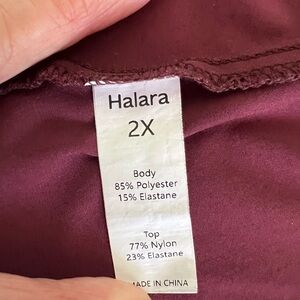 Halara
2X
Body
85% Polyester
15% Elastane
Top
77% Nylon
23% Elastane
MADE IN CHINA